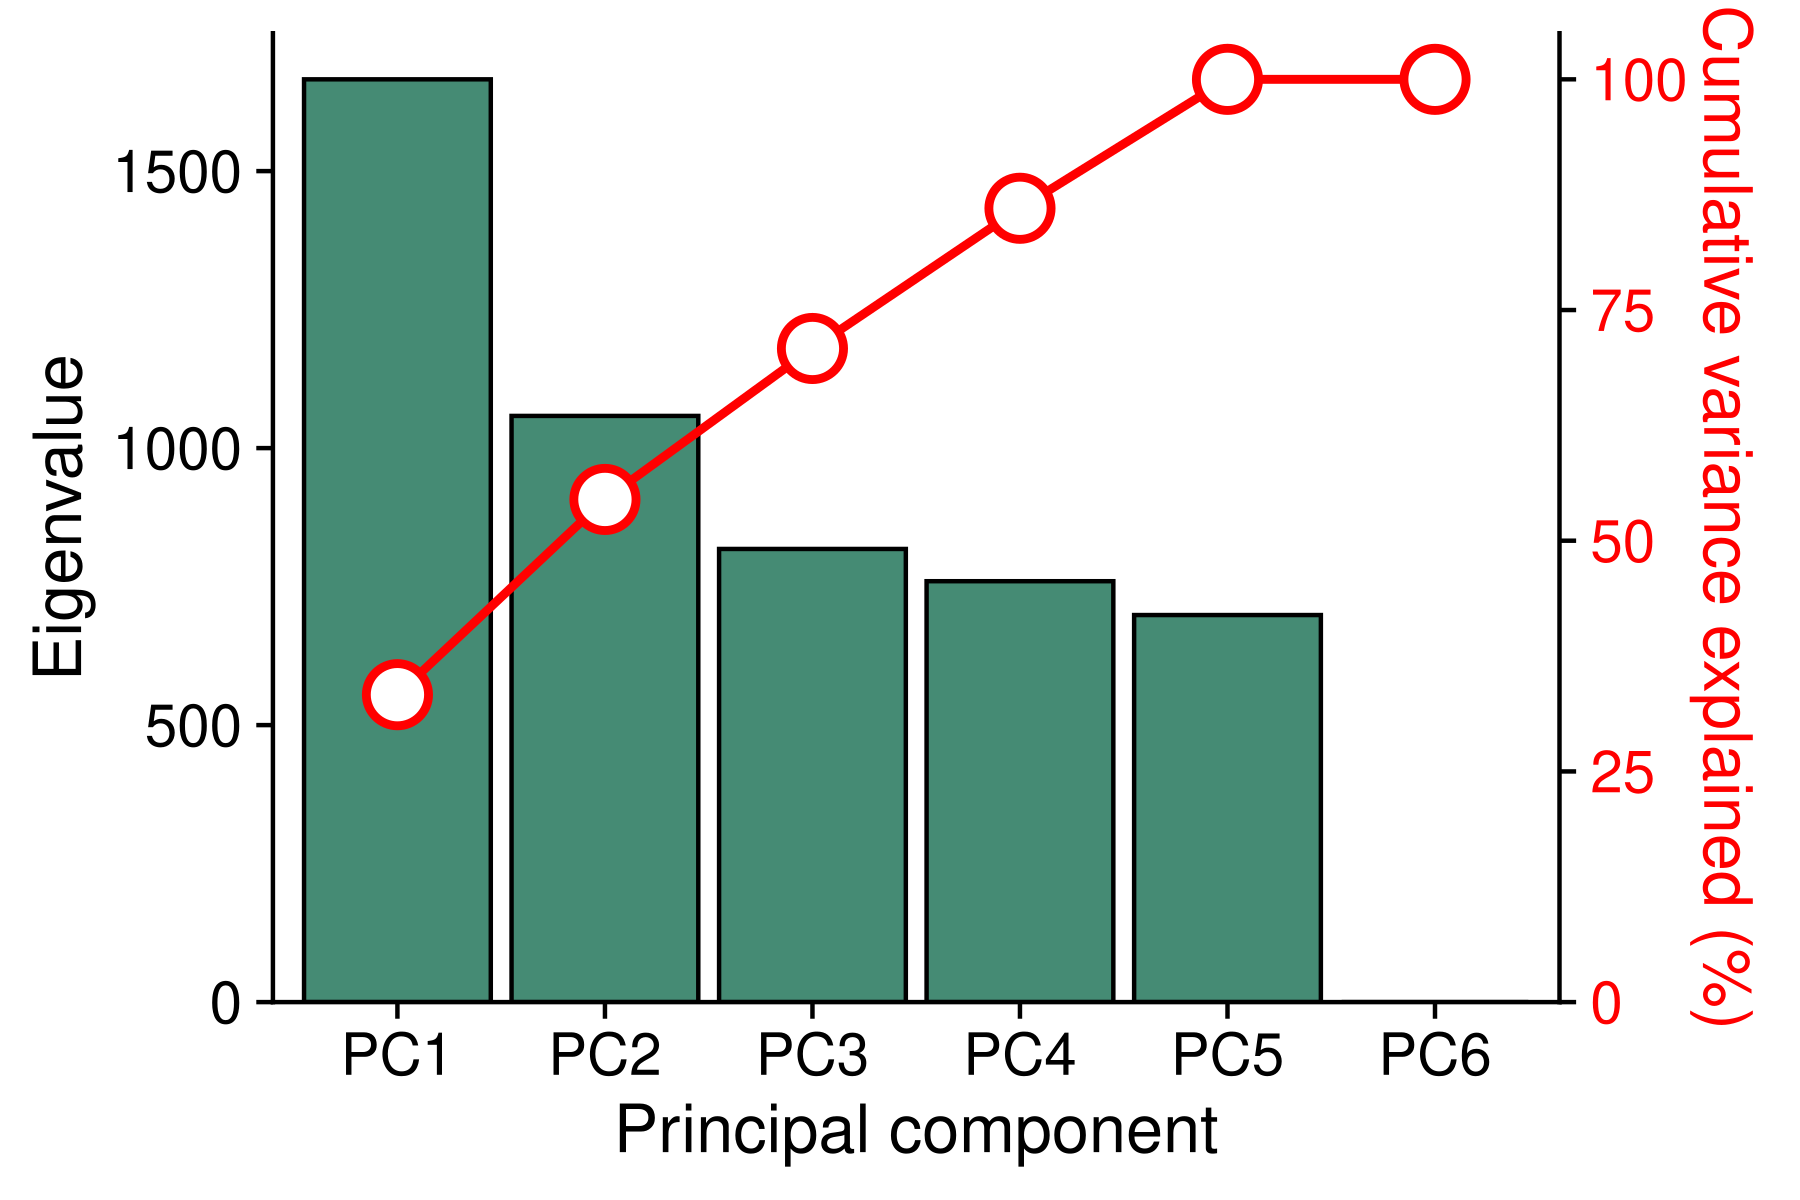 Eigenvalue
1500
1000
500
0
PC1 PC2 PC3 PC4 PC5 PC6
Principal component
100
75
50
25
0
Cumulative variance explained (%)